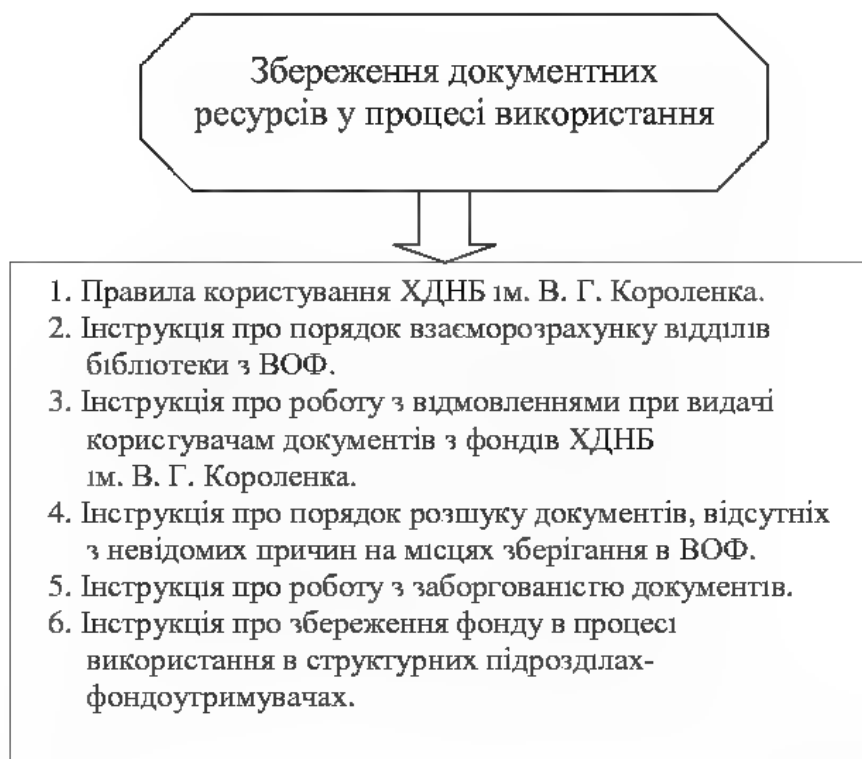 Збереження документних
ресурсів у процесі використання
1. Правила користування ХДНБ ім. В. Г. Короленка.
2. Інструкція про порядок взаєморозрахунку відділів
бібліотеки з ВОФ.
3. Інструкція про роботу з відмовленнями при видачі
користувачам документів з фондів ХДНБ
ім. В. Г. Короленка.
4. Інструкція про порядок розшуку документів, відсутніх
з невідомих причин на місцях зберігання в ВОФ.
5. Інструкція про роботу з заборгованістю документів.
6. Інструкція про збереження фонду в процесі
використання в структурних підрозділах-
фондоутримувачах.